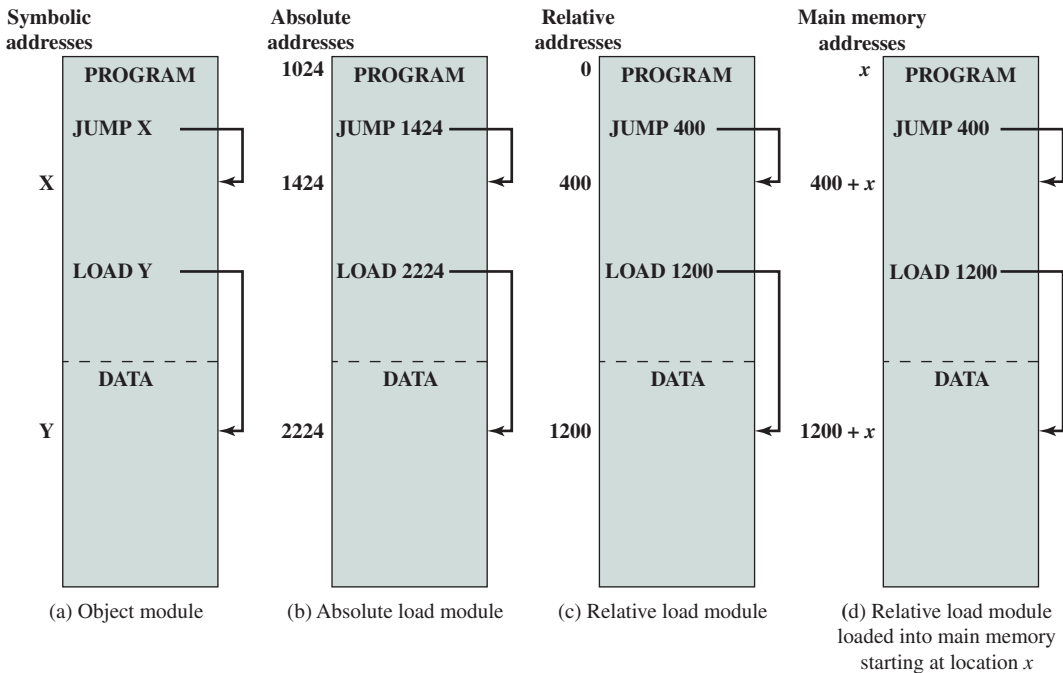 Symbolic
addresses
PROGRAM
JUMP X
X
LOAD Y
DATA
Y
(a) Object module
Absolute
addresses
1024
PROGRAM
JUMP 1424
1424
LOAD 2224
DATA
2224
(b) Absolute load module
Relative
addresses
0
PROGRAM
JUMP 400
400
LOAD 1200
DATA
1200
(c) Relative load module
Main memory
addresses
x
PROGRAM
JUMP 400
400 + x
LOAD 1200
DATA
1200 + x
(d) Relative load module
loaded into main memory
starting at location x